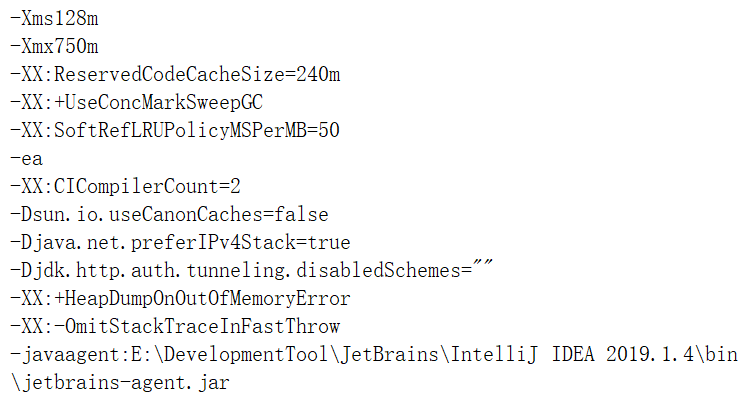 -Xms128m
-Xmx750m
-XX:ReservedCodeCacheSize=240m
-XX:+UseConcMarkSweepGC
-XX:SoftRefLRUPolicyMSPerMB=50
-ea
-XX:CICompilerCount=2
-Dsun.io.useCanonCaches=false
-Djava.net.preferIPv4Stack=true
-Djdk.http.auth.tunneling.disabledSchemes=""
-XX:+HeapDumpOnOutOfMemoryError
-XX:-OmitStackTraceInFastThrow
-javaagent:E:\DevelopmentTool\JetBrains\IntelliJ IDEA 2019.1.4\bin
\jetbrains-agent.jar